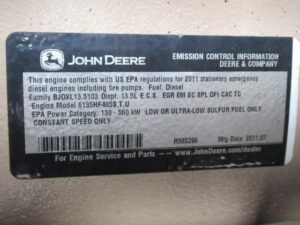 JOHN DEERE
EMISSION CONTROL INFORMATION
DEERE & COMPANY
This engine complies with US EPA regulations for 2011 stationary emergency
diesel engines including fire pumps. Fuel: Diesel
Family BJDXL13.5103 Displ. 13.5L E.C.S. EGR EM EC SPL DFI CAC TC
Engine Model 6135HF485S,T,U
EPA Power Category: 130 - 560 kW LOW OR ULTRA-LOW SULFUR FUEL ONLY
CONSTANT SPEED ONLY
R535296 Mfg Date 2011.07
For Engine Service and Parts -- www.JohnDeere.com/dealer